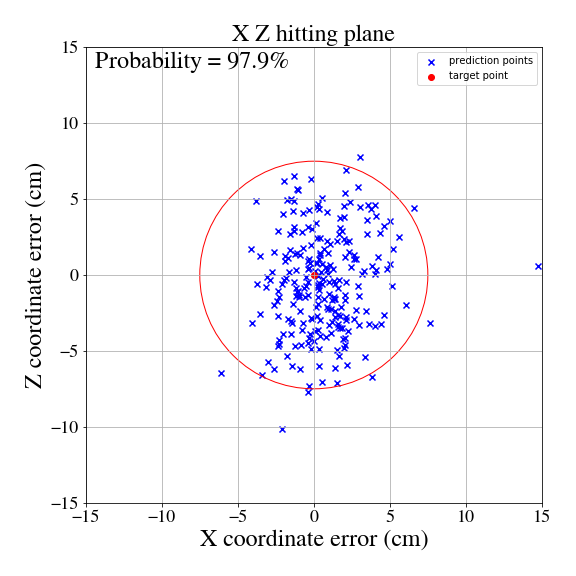 X Z hitting plane
Probability = 97.9%
prediction points
target point
15
10
5
0
−5
−10
−15
Z coordinate error (cm)
−15
−10
−5
0
5
10
15
X coordinate error (cm)